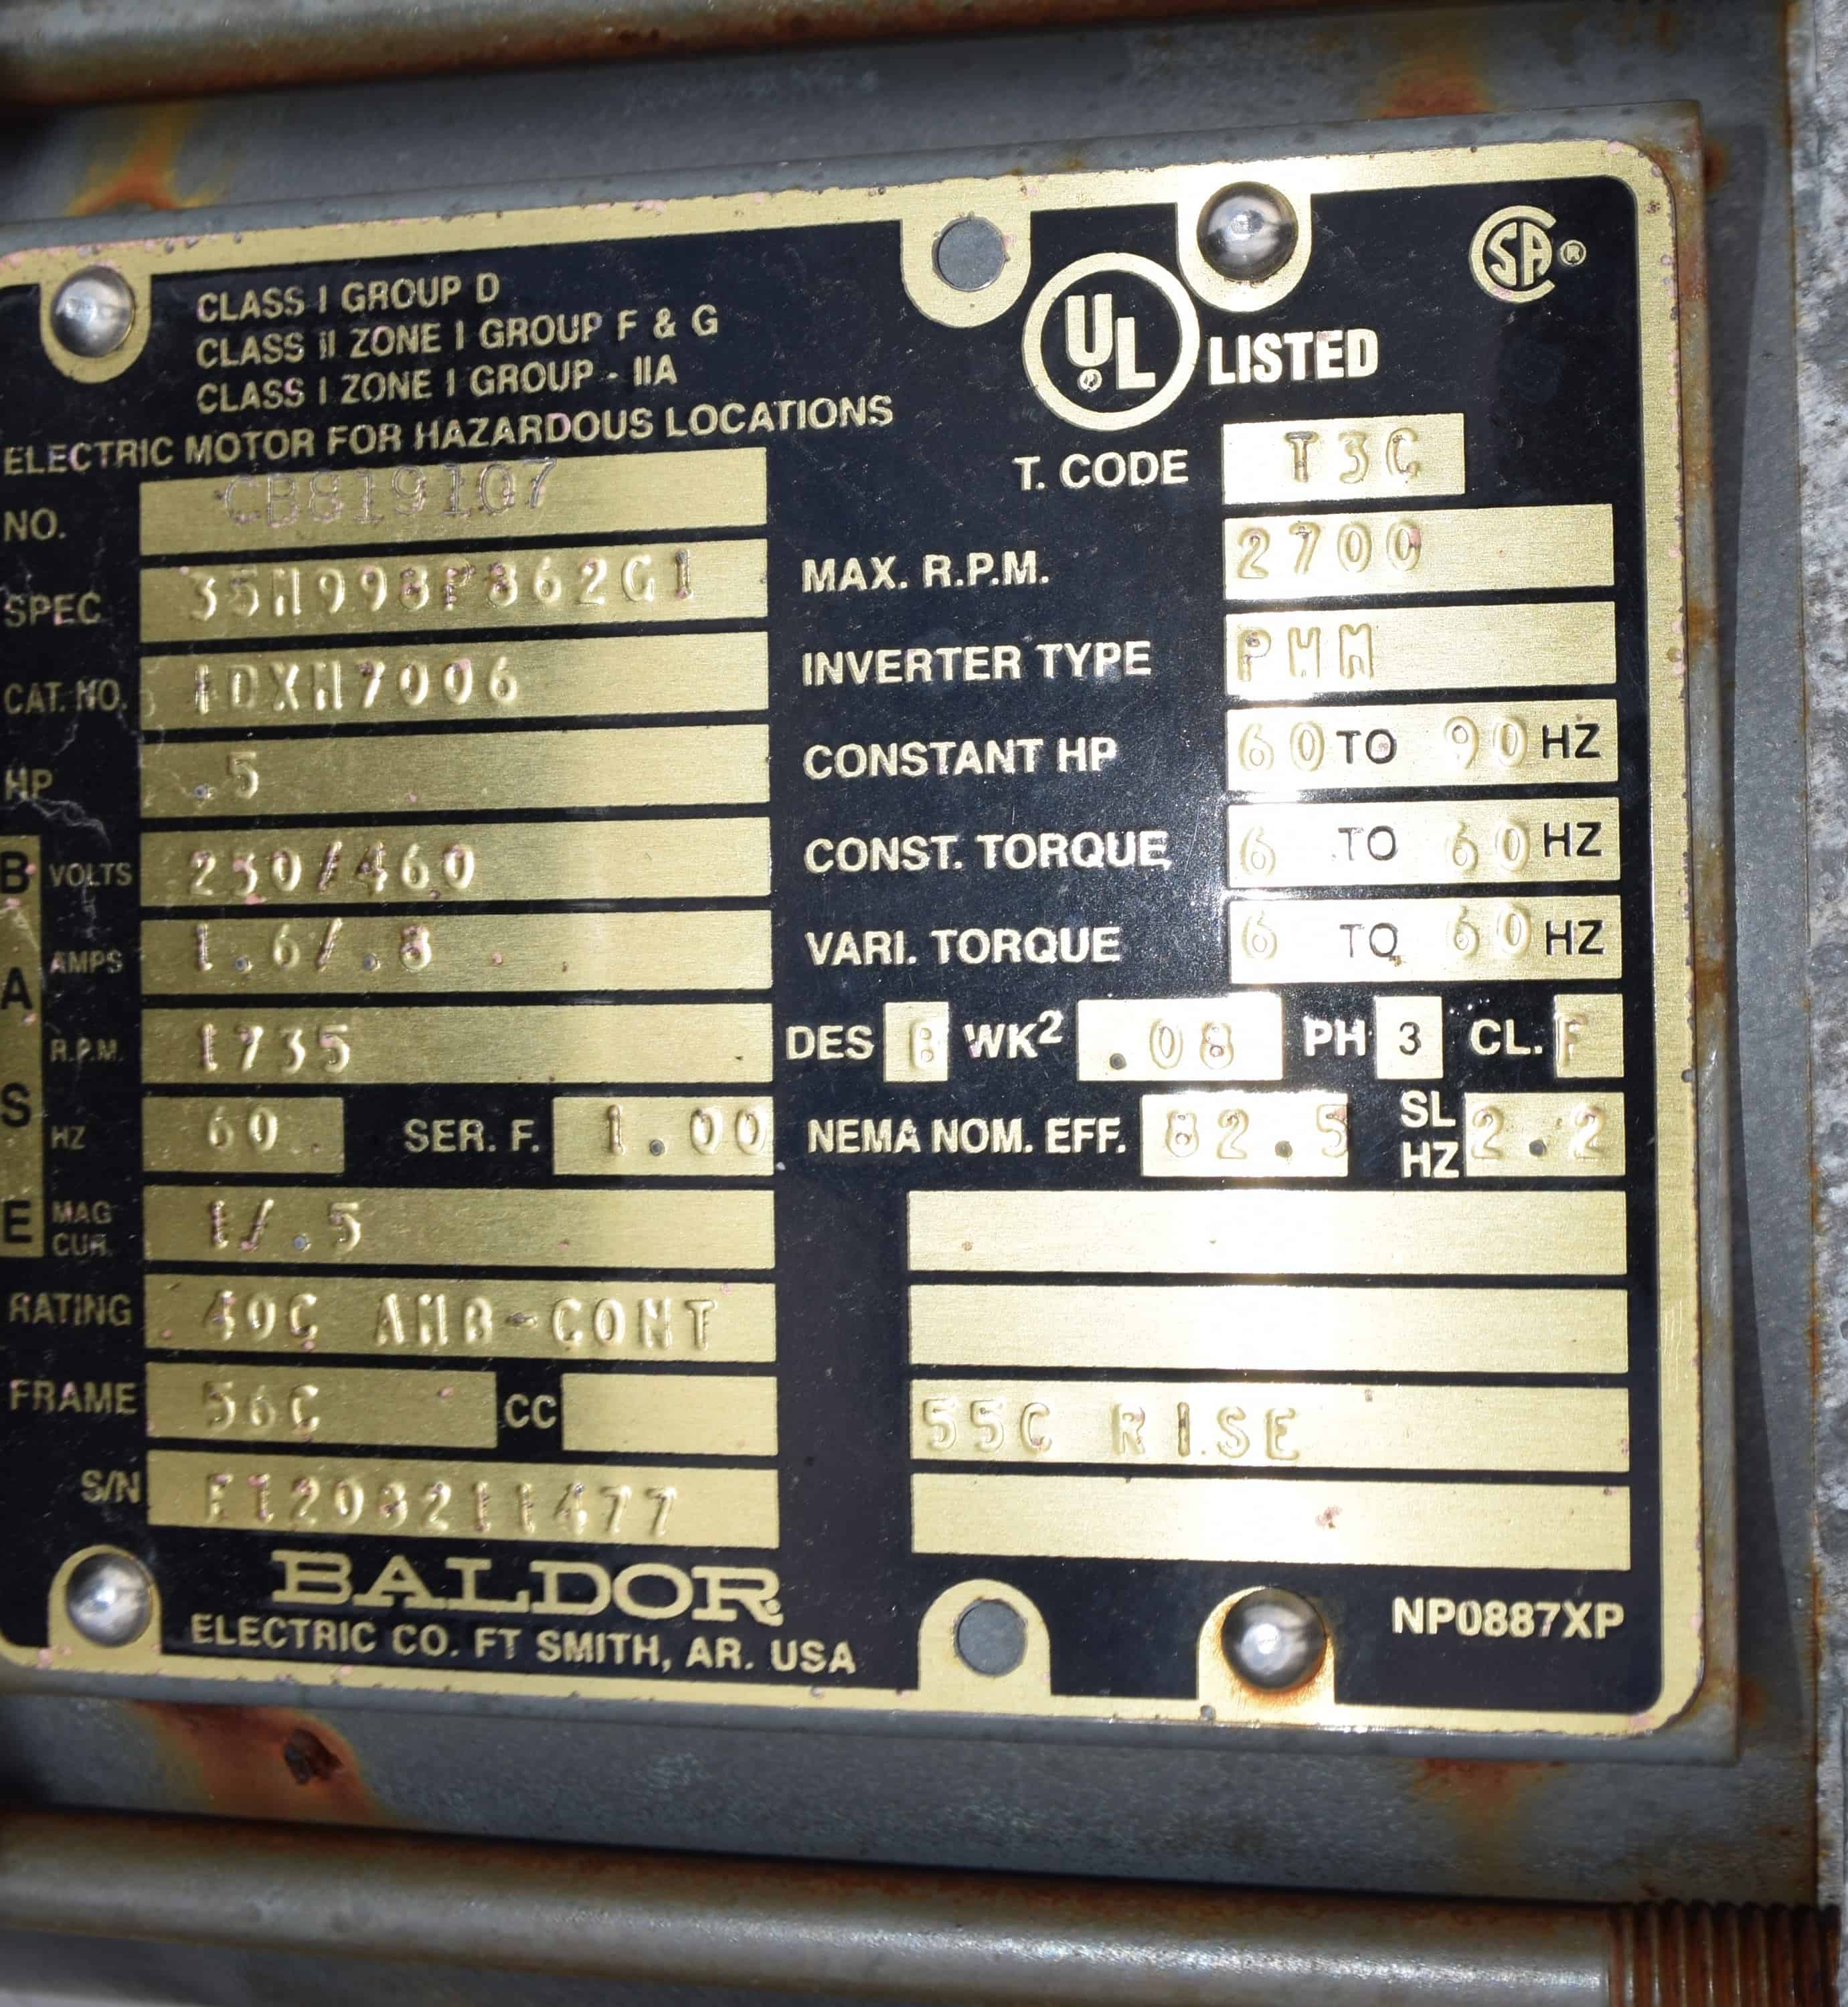 CLASS I GROUP D
CLASS II ZONE I GROUP F & G
CLASS I ZONE I GROUP - IIA
ELECTRIC MOTOR FOR HAZARDOUS LOCATIONS
UL® LISTED
SA®
T. CODE T3C
NO. CB819107
SPEC. 35M998P862G1
CAT. NO. IDXM7006
HP .5
BASE
VOLTS 230/460
AMPS 1.6/.8
R.P.M. 1735
HZ 60 SER. F. 1.00
MAG CUR. 1/.5
RATING 40C AMB-CONT
FRAME 56C CC
S/N F1208211477
MAX. R.P.M. 2700
INVERTER TYPE PWM
CONSTANT HP 60 TO 90 HZ
CONST. TORQUE 6 TO 60 HZ
VARI. TORQUE 6 TO 60 HZ
DES B WK² .08 PH 3 CL. F
NEMA NOM. EFF. 82.5 SL HZ 2.2
55C RISE
BALDOR
ELECTRIC CO. FT SMITH, AR. USA
NP0887XP